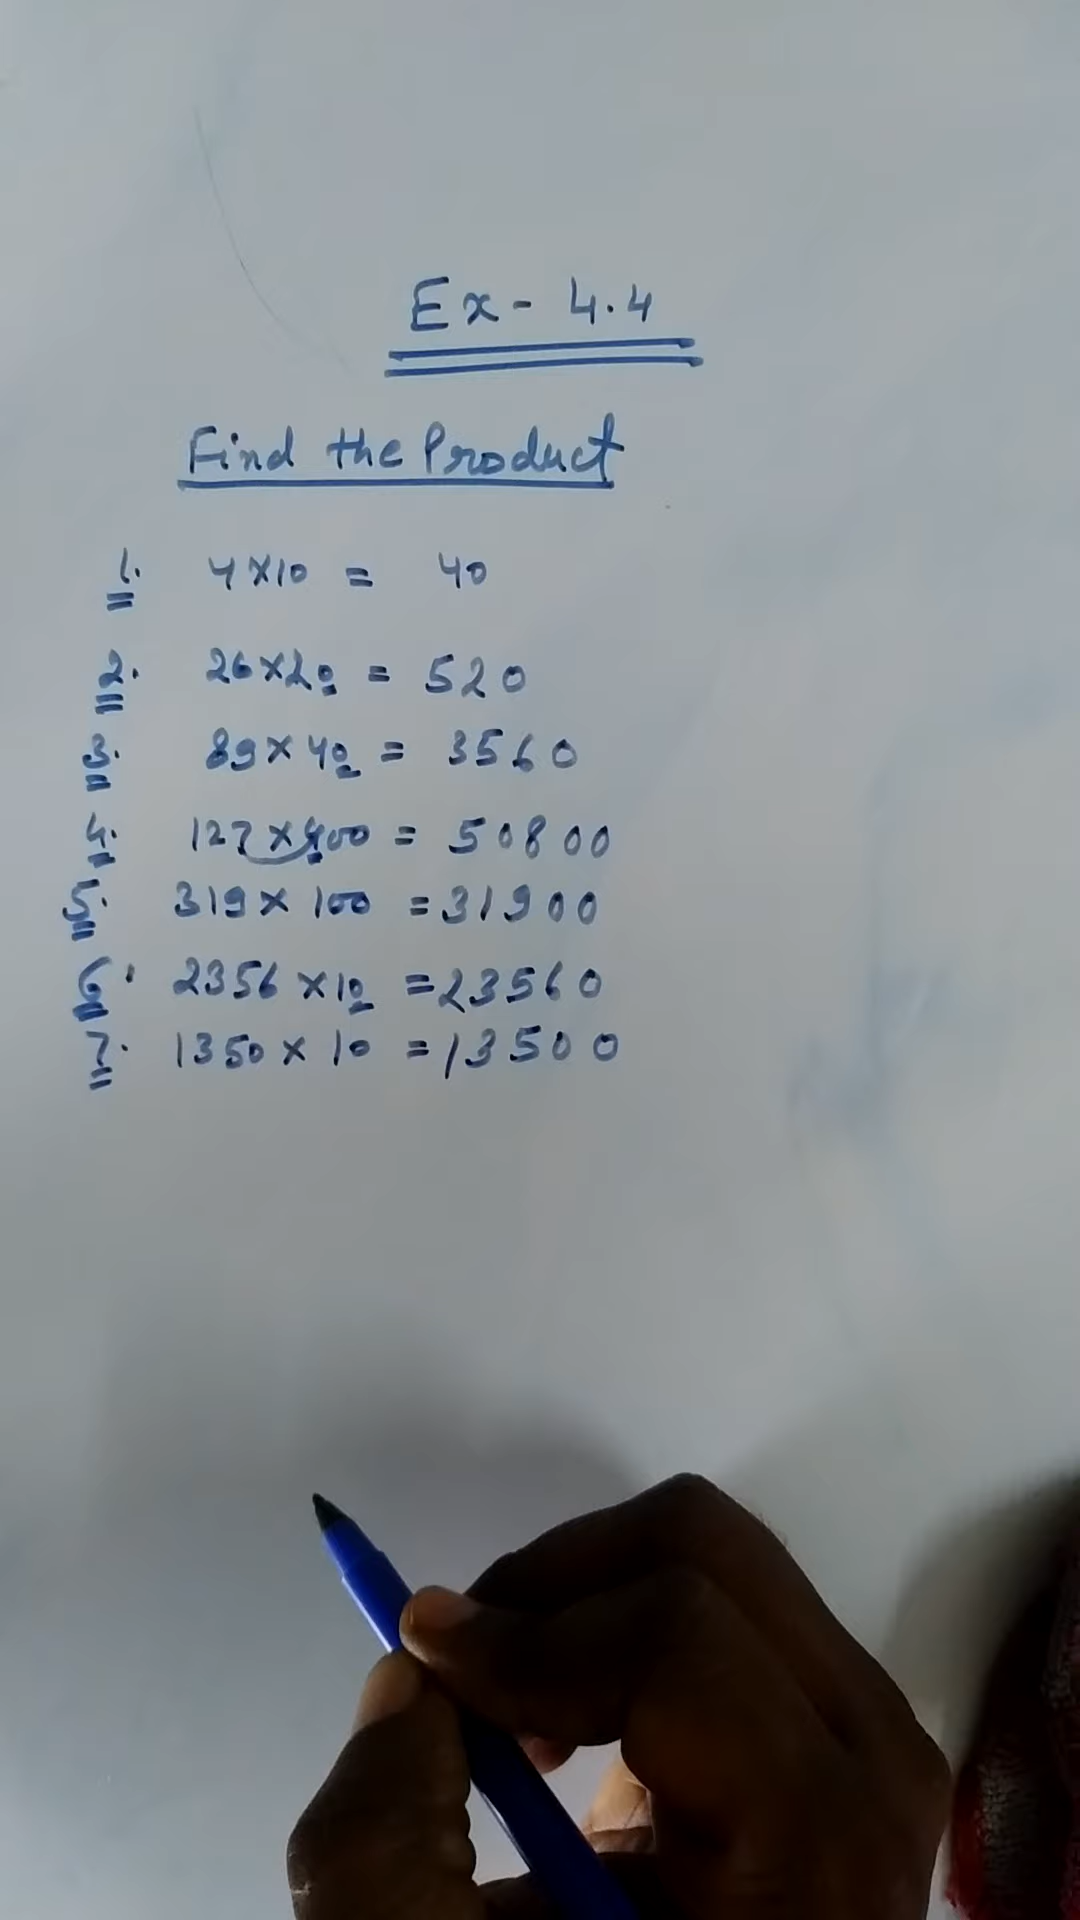 Ex - 4.4
Find the Product
1. 4×10 = 40
2. 26×20 = 520
3. 89×40 = 3560
4. 127×400 = 50800
5. 319×100 = 31900
6. 2356×10 = 23560
7. 1350×10 = 13500